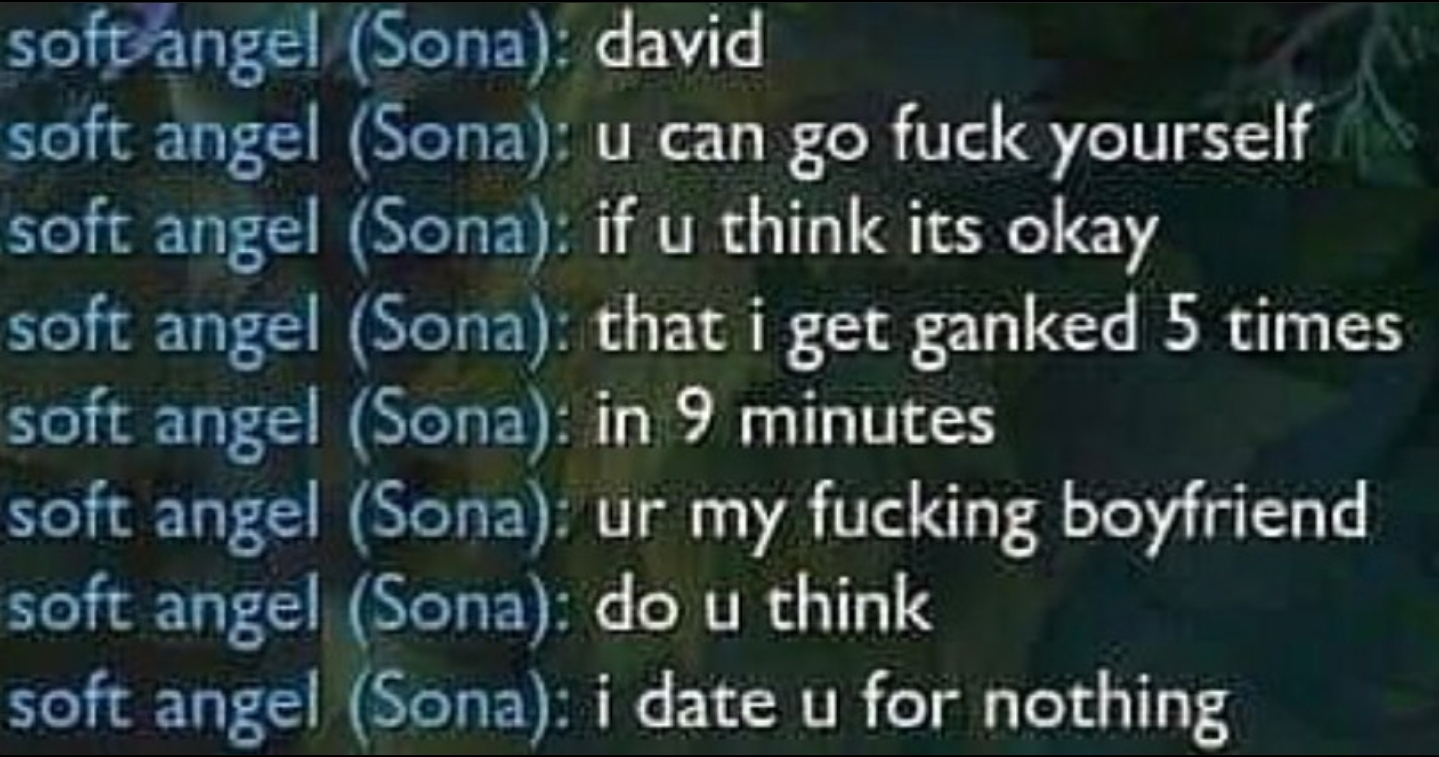 soft angel (Sona): david
soft angel (Sona): u can go fuck yourself
soft angel (Sona): if u think its okay
soft angel (Sona): that i get ganked 5 times
soft angel (Sona): in 9 minutes
soft angel (Sona): ur my fucking boyfriend
soft angel (Sona): do u think
soft angel (Sona): i date u for nothing